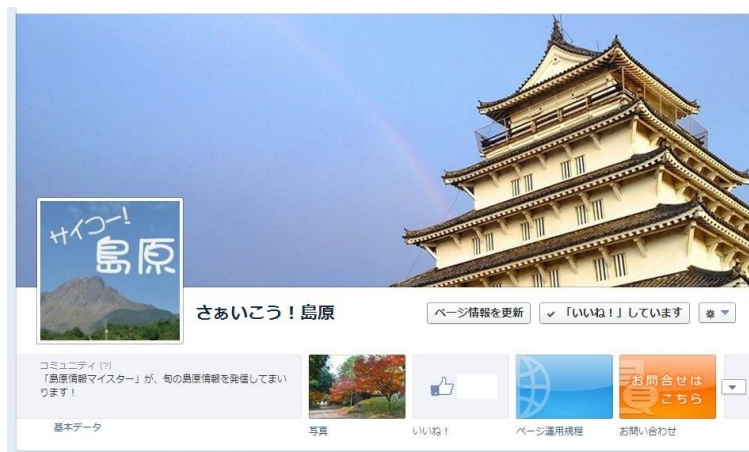 サイコー!
島原
さぁいこう！島原
ページ情報を更新
「いいね！」しています
コミュニティ [?]
「島原情報マイスター」が、旬の島原情報を発信してまい
ります！
基本データ
写真
いいね！
ページ運用規程
お問合せは
こちら
お問い合わせ